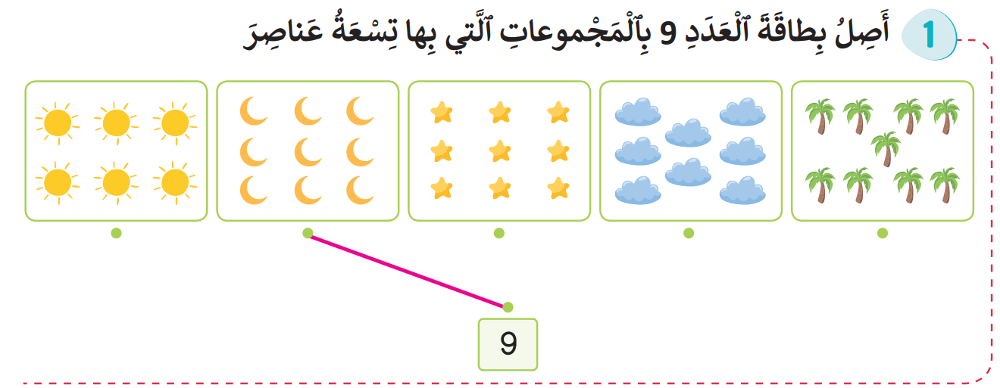 1 أَصِلُ بِطاقَةَ ٱلْعَدَدِ 9 بِٱلْمَجْموعاتِ ٱلَّتي بِها تِسْعَةُ عَناصِرَ
9